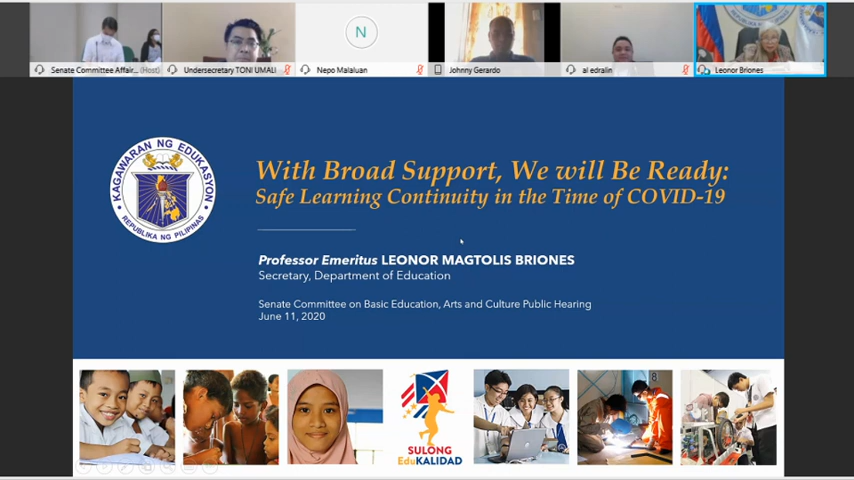 N
Senate Committee Affair... (Host)
Undersecretary TONI UMALI
Nepo Malaluan
Johnny Gerardo
al edralin
Leonor Briones
KAGAWARAN NG EDUKASYON
REPUBLIKA NG PILIPINAS
With Broad Support, We will Be Ready:
Safe Learning Continuity in the Time of COVID-19
Professor Emeritus LEONOR MAGTOLIS BRIONES
Secretary, Department of Education
Senate Committee on Basic Education, Arts and Culture Public Hearing
June 11, 2020
SULONG
EduKALIDAD
8